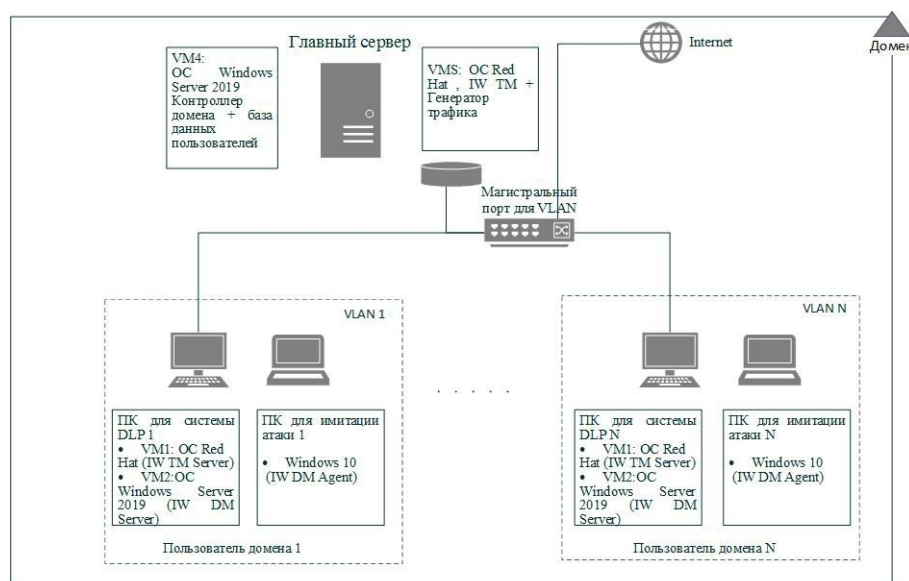 Главный сервер
VM4:
ОС Windows
Server 2019
Контроллер
домена + база
данных
пользователей
VMS: ОС Red
Hat , IW TM +
Генератор
трафика
Internet
Домен
Магистральный
порт для VLAN
VLAN 1
ПК для системы
DLP 1
• VM1: ОС Red
Hat (IW TM Server)
• VM2:ОС
Windows Server
2019 (IW DM
Server)
ПК для имитации
атаки 1
• Windows 10
(IW DM Agent)
Пользователь домена 1
. . . . .
VLAN N
ПК для системы
DLP N
• VM1: ОС Red
Hat (IW TM Server)
• VM2:ОС
Windows Server
2019 (IW DM
Server)
ПК для имитации
атаки N
• Windows 10
(IW DM Agent)
Пользователь домена N